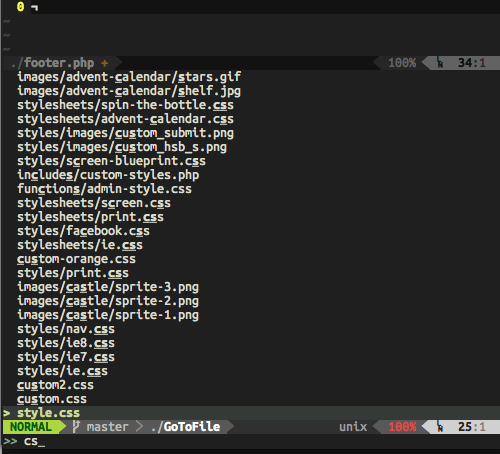 0 ¬
~
~
~
./footer.php + 100% LN 34:1
images/advent-calendar/stars.gif
images/advent-calendar/shelf.jpg
stylesheets/spin-the-bottle.css
stylesheets/advent-calendar.css
styles/images/custom_submit.png
styles/images/custom_hsb_s.png
styles/screen-blueprint.css
includes/custom-styles.php
functions/admin-style.css
stylesheets/screen.css
stylesheets/print.css
styles/facebook.css
stylesheets/ie.css
custom-orange.css
styles/print.css
images/castle/sprite-3.png
images/castle/sprite-2.png
images/castle/sprite-1.png
styles/nav.css
styles/ie8.css
styles/ie7.css
styles/ie.css
custom2.css
custom.css
> style.css
NORMAL master ./GoToFile unix 100% LN 25:1
>> cs_